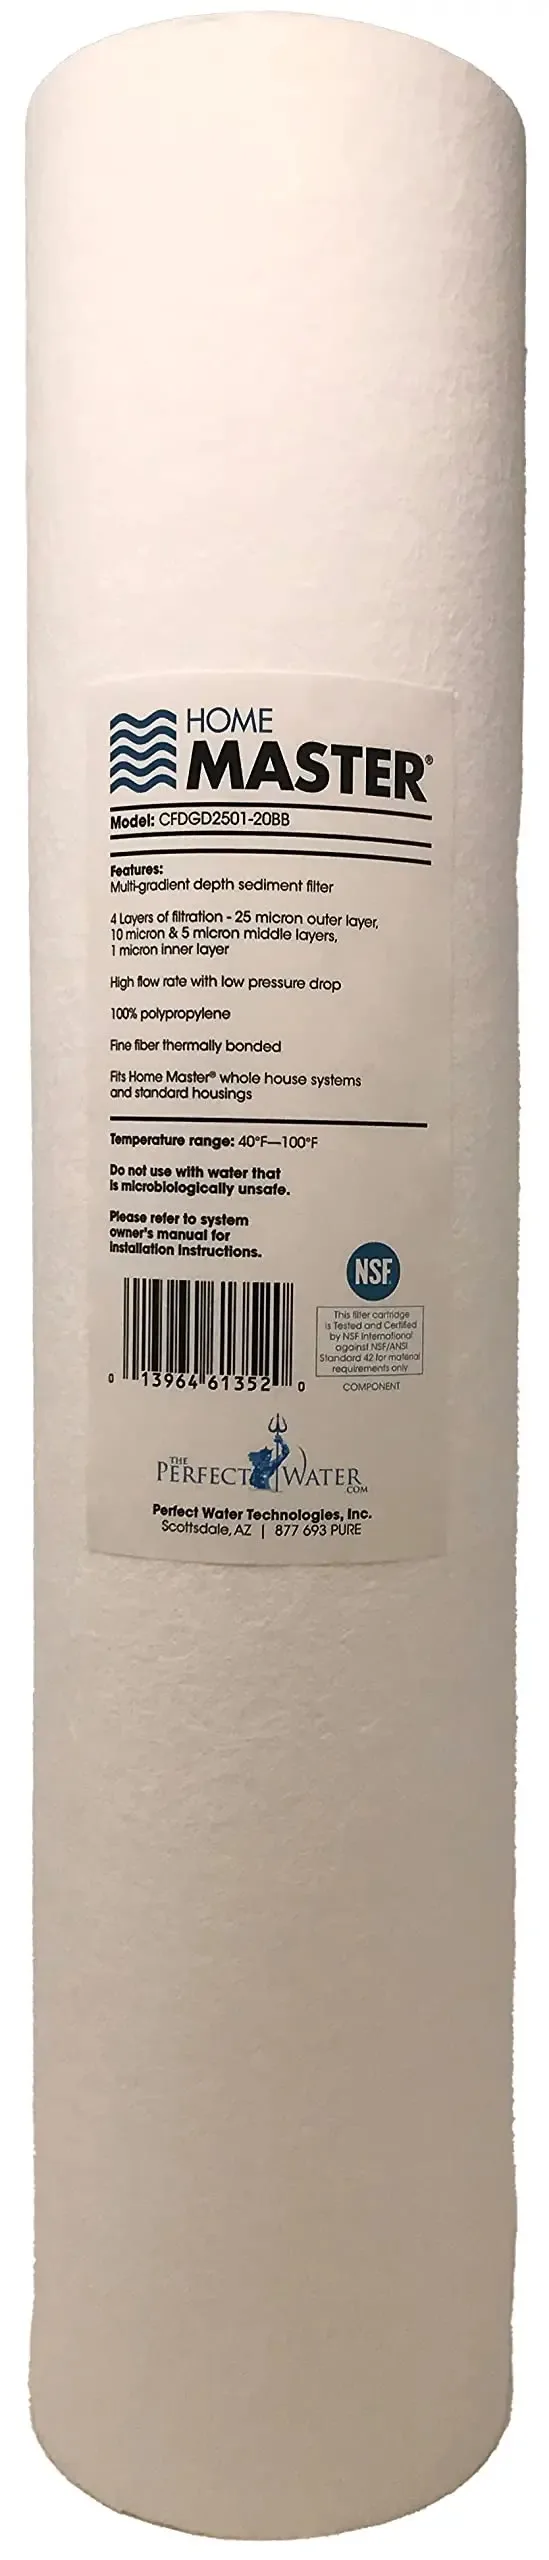 HOME
MASTER®
Model: CFDGD2501-20BB
Features:
Multi-gradient depth sediment filter
4 Layers of filtration - 25 micron outer layer,
10 micron & 5 micron middle layers,
1 micron inner layer
High flow rate with low pressure drop
100% polypropylene
Fine fiber thermally bonded
Fits Home Master® whole house systems
and standard housings
Temperature range: 40°F—100°F
Do not use with water that
is microbiologically unsafe.
Please refer to system
owner's manual for
installation instructions.
NSF
This filter cartridge
is Tested and Certified
by NSF International
against NSF/ANSI
Standard 42 for material
requirements only
COMPONENT
0 13964 61352 0
THE
PERFECT WATER
.COM
Perfect Water Technologies, Inc.
Scottsdale, AZ | 877 693 PURE